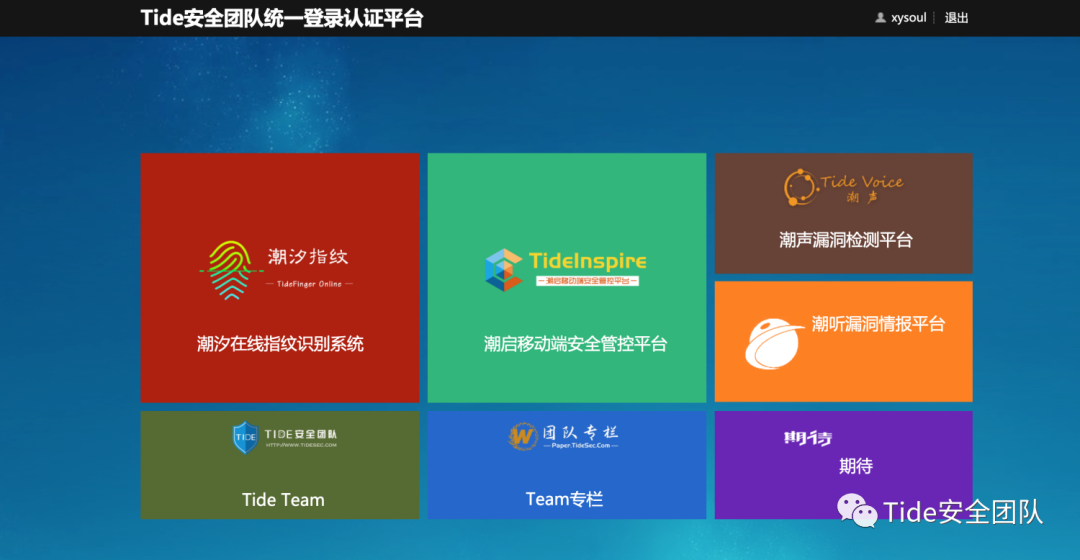 Tide安全团队统一登录认证平台
xysoul 退出
潮汐指纹
TideFinger Online
潮汐在线指纹识别系统
TideInspire
潮启移动端安全管控平台
潮启移动端安全管控平台
Tide Voice
潮声
潮声漏洞检测平台
潮听漏洞情报平台
TIDE
TIDE安全团队
HTTP://WWW.TIDESEC.COM
Tide Team
W
团队专栏
Paper.TideSec.Com
Team专栏
期待
期待
Tide安全团队